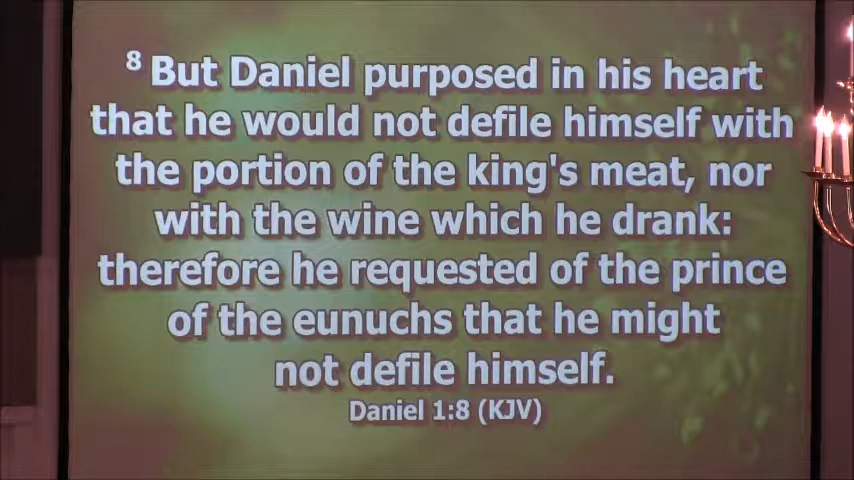 8 But Daniel purposed in his heart
that he would not defile himself with
the portion of the king's meat, nor
with the wine which he drank:
therefore he requested of the prince
of the eunuchs that he might
not defile himself.
Daniel 1:8 (KJV)